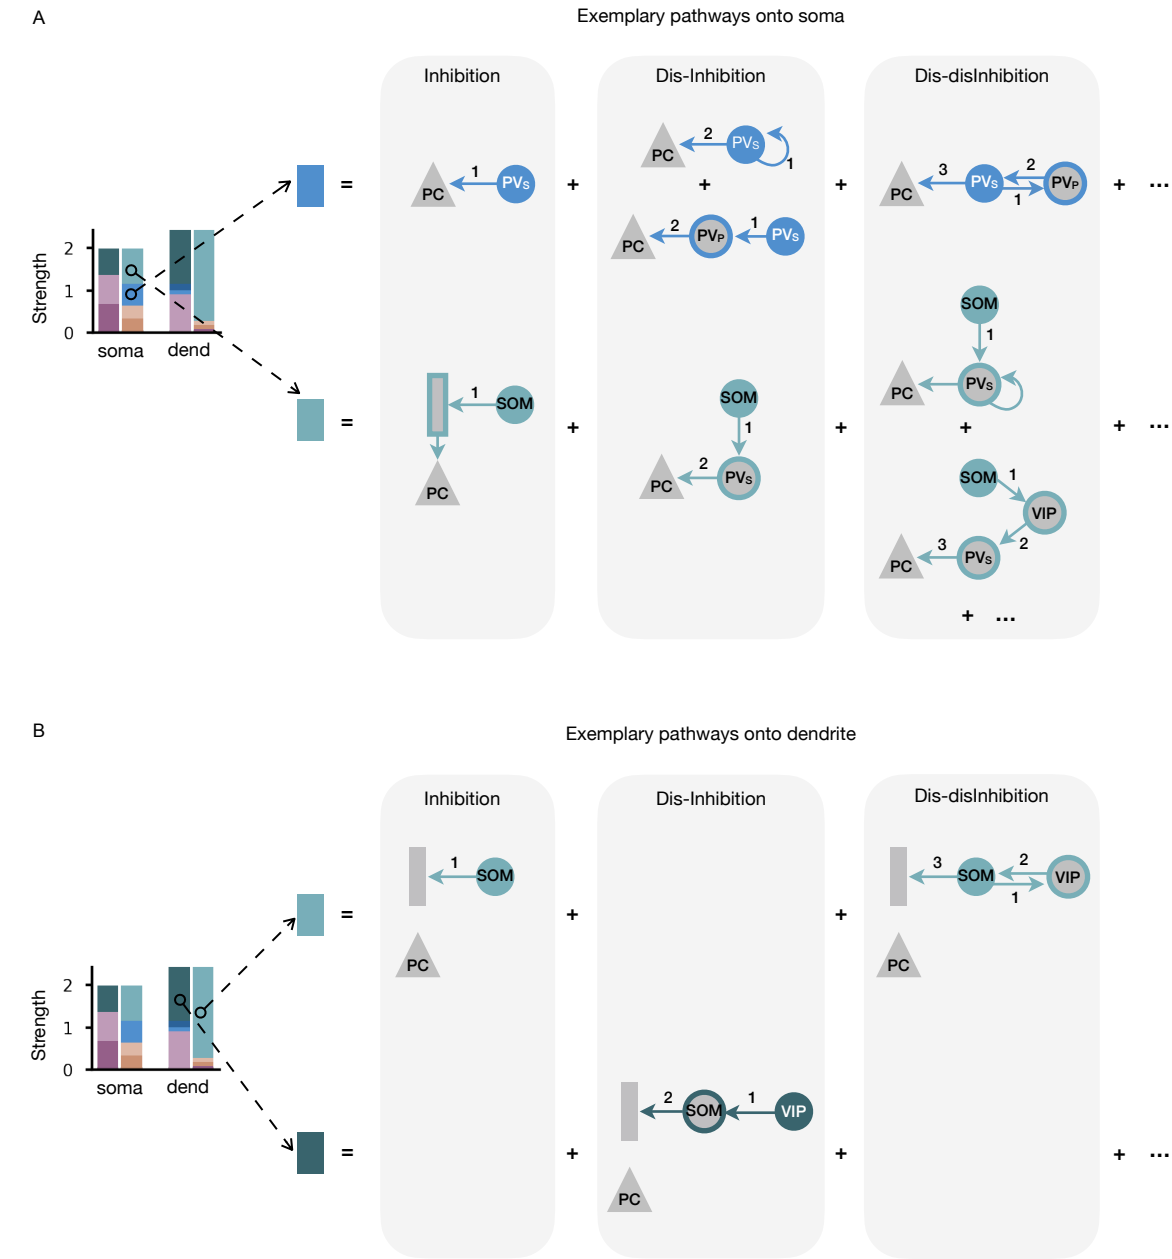 A
Exemplary pathways onto soma
Inhibition
Dis-Inhibition
Dis-disInhibition
PC 2 PVS 1
= PC 1 PVS + + + PC 3 PVS 2 1 PVP + ...
PC 2 PVP 1 PVS
Strength
2
1
0
soma dend
SOM
1
PC PVS
= 1 SOM + SOM 1 + + + ...
PC
PC 2 PVS
SOM 1
VIP
2
PC 3 PVS
+ ...
B
Exemplary pathways onto dendrite
Inhibition
Dis-Inhibition
Dis-disInhibition
1 SOM
3 SOM 2 1 VIP
= + +
PC
PC
Strength
2
1
0
soma dend
2 SOM 1 VIP
= + + + ...
PC